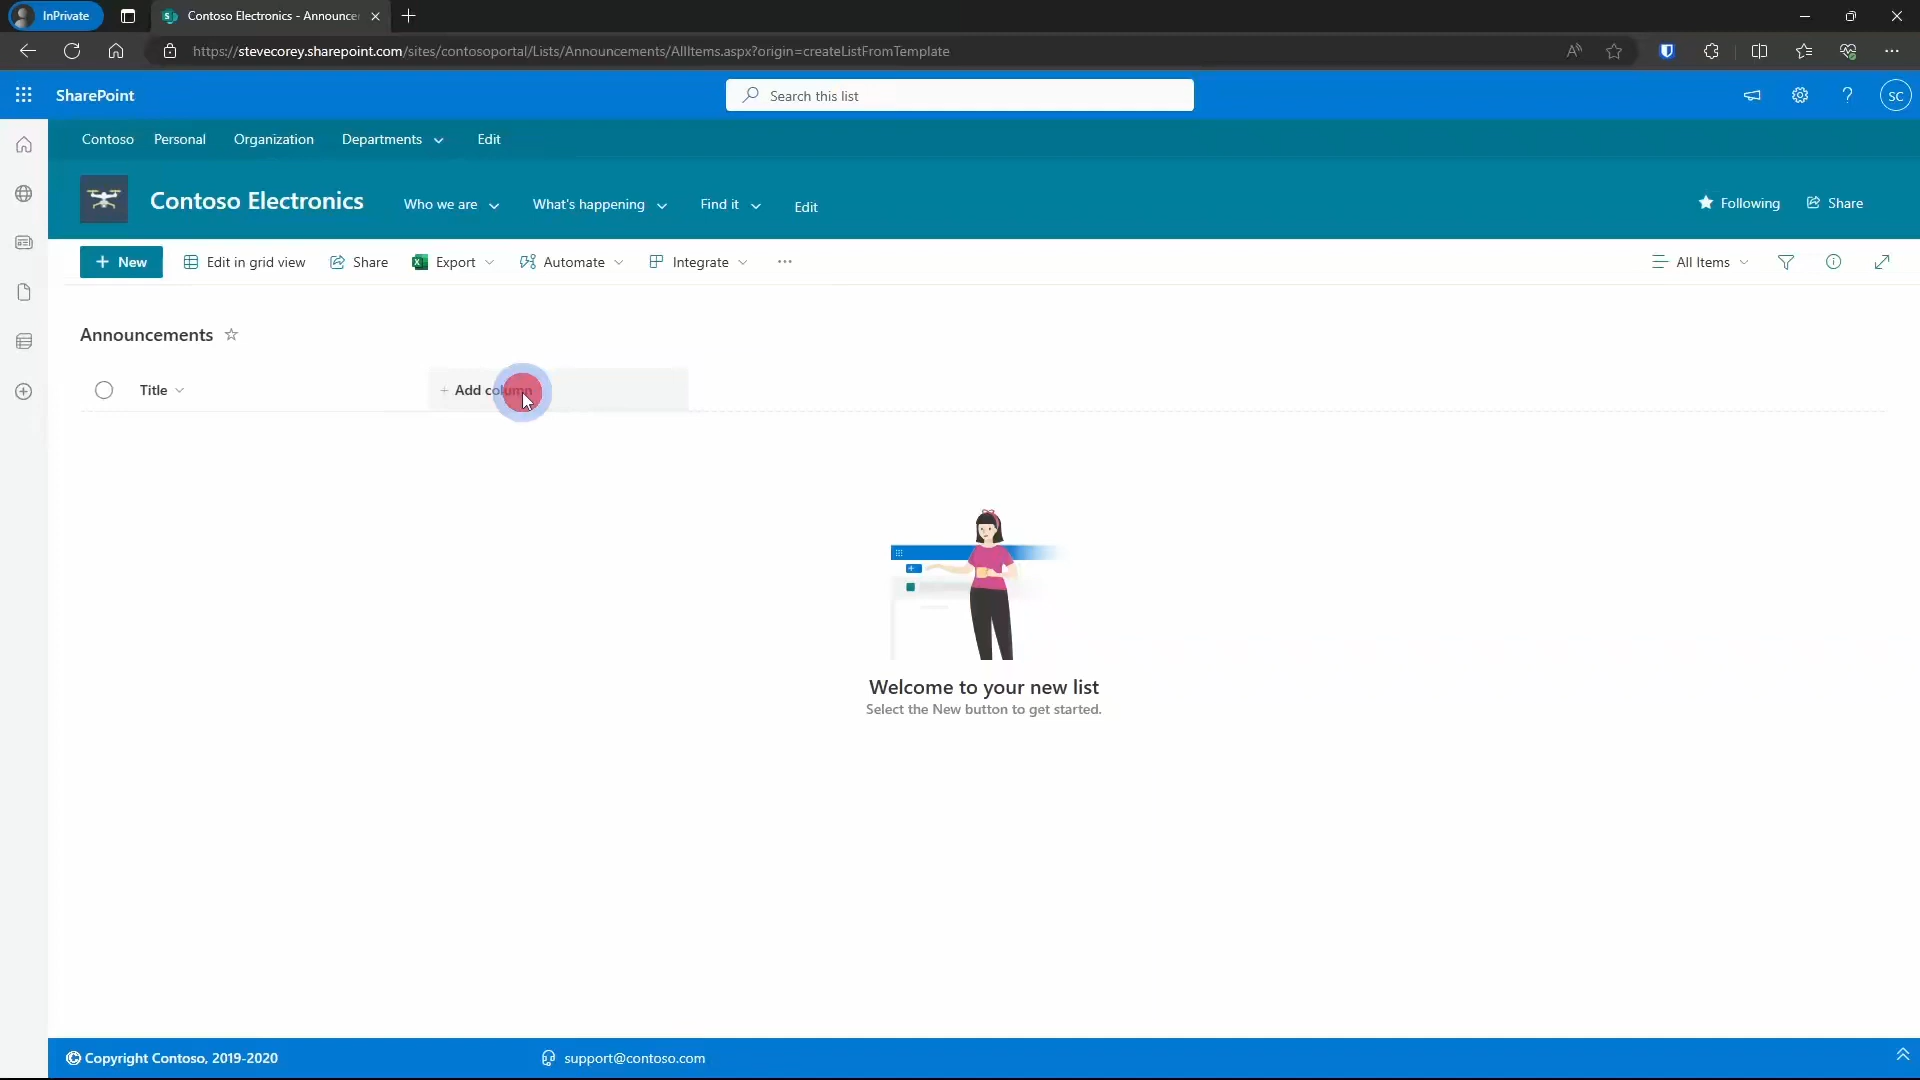 InPrivate
Contoso Electronics - Announce
https://stevecorey.sharepoint.com/sites/contosoportal/Lists/Announcements/AllItems.aspx?origin=createListFromTemplate
SharePoint
Search this list
SC
Contoso Personal Organization Departments Edit
Contoso Electronics
Who we are What's happening Find it Edit
Following Share
+ New Edit in grid view Share Export Automate Integrate ... All Items
Announcements
Title + Add column
Welcome to your new list
Select the New button to get started.
© Copyright Contoso, 2019-2020
support@contoso.com